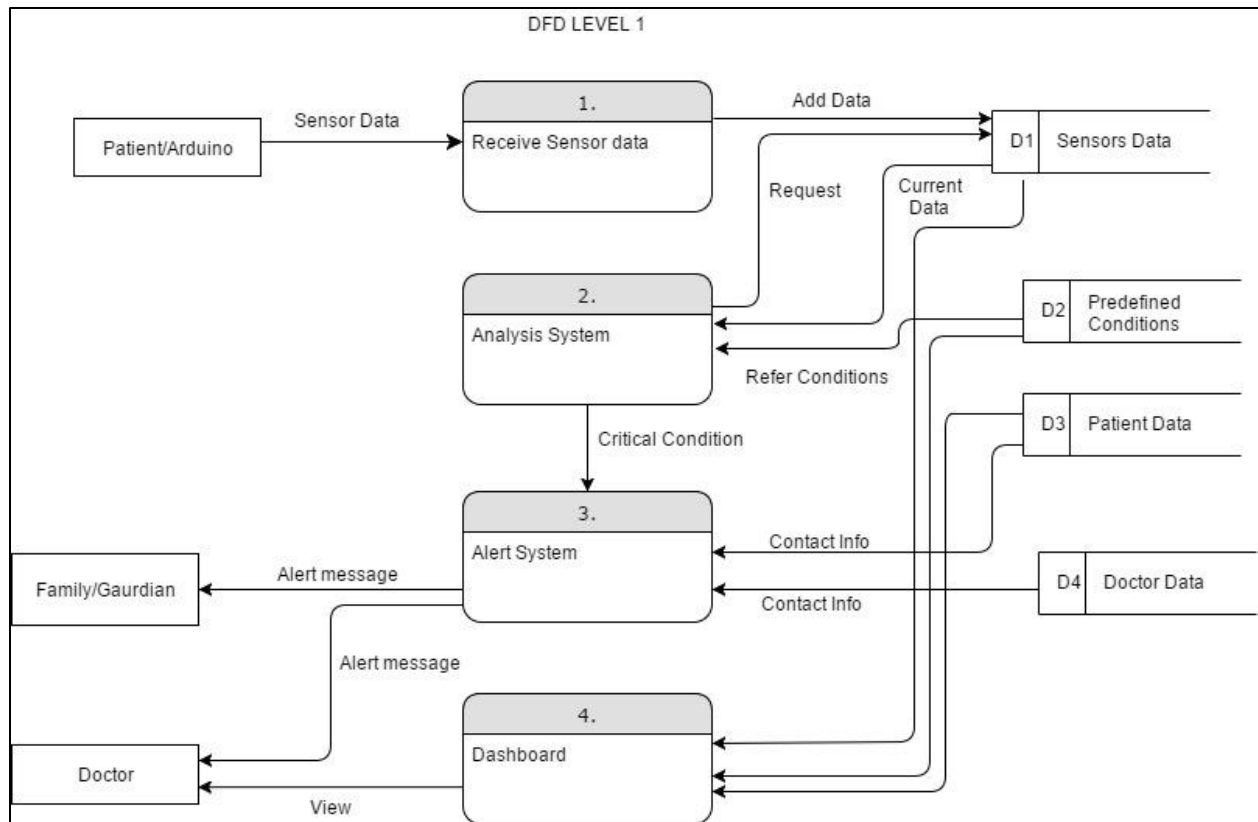 DFD LEVEL 1
1.
Receive Sensor data
Patient/Arduino
Sensor Data
Add Data
D1
Sensors Data
Request
Current
Data
2.
Analysis System
D2
Predefined
Conditions
Refer Conditions
D3
Patient Data
Critical Condition
3.
Alert System
Contact Info
Contact Info
D4
Doctor Data
Family/Gaurdian
Alert message
Alert message
4.
Dashboard
Doctor
View